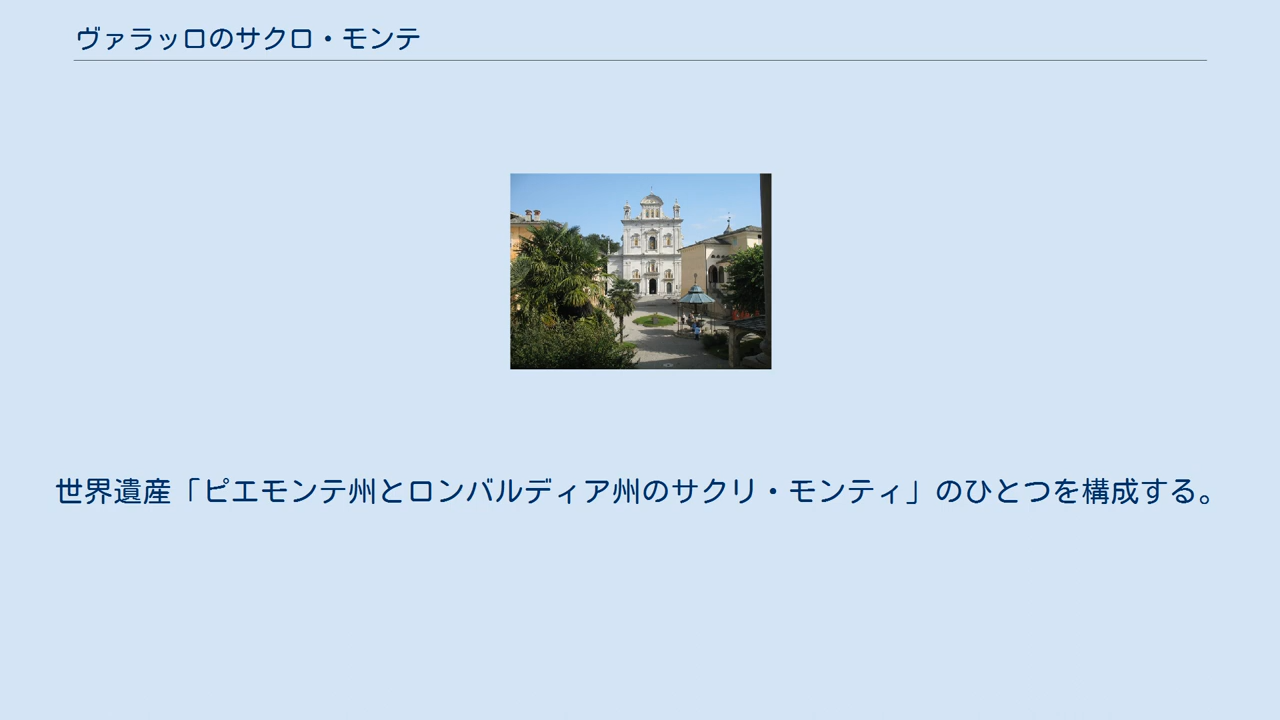 ヴァラッロのサクロ・モンテ
世界遺産「ピエモンテ州とロンバルディア州のサクリ・モンティ」のひとつを構成する。